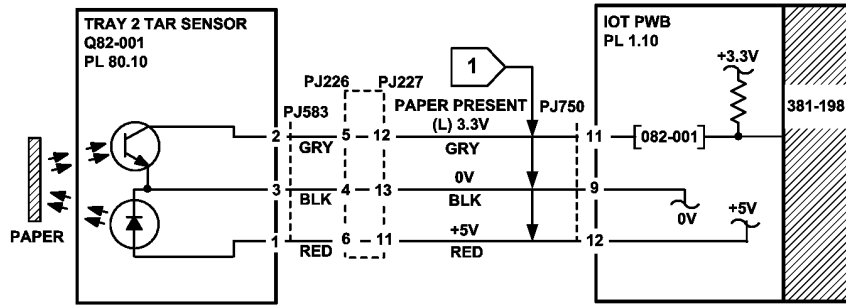 TRAY 2 TAR SENSOR
Q82-001
PL 80.10
IOT PWB
PL 1.10
+3.3V
381-198
1
PJ226
PJ227
PJ583
PAPER PRESENT
PJ750
(L) 3.3V
2
GRY
5
12
GRY
11
082-001
0V
3
BLK
4
13
BLK
9
0V
+5V
+5V
1
RED
6
11
RED
12
PAPER